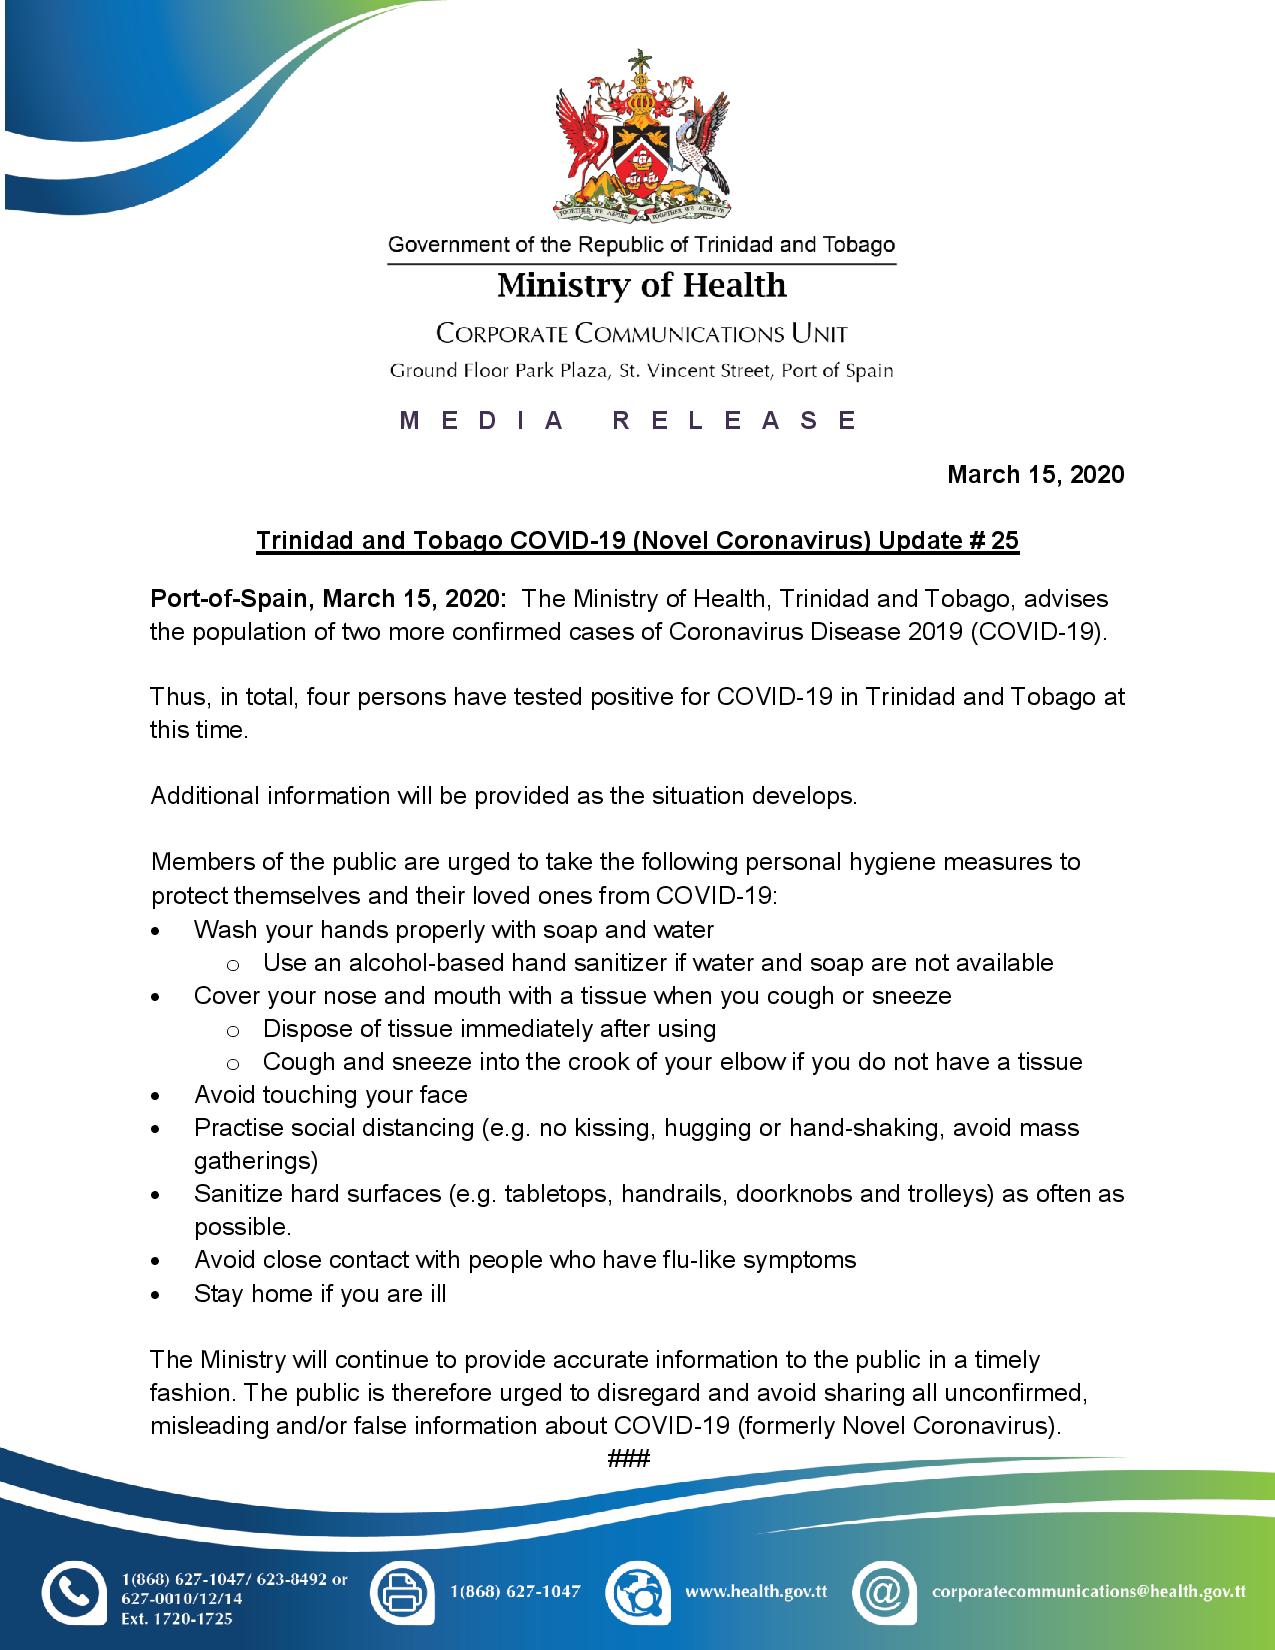 TOGETHER WE ASPIRE TOGETHER WE ACHIEVE
Government of the Republic of Trinidad and Tobago
Ministry of Health
CORPORATE COMMUNICATIONS UNIT
Ground Floor Park Plaza, St. Vincent Street, Port of Spain
MEDIA RELEASE
March 15, 2020
Trinidad and Tobago COVID-19 (Novel Coronavirus) Update # 25
Port-of-Spain, March 15, 2020: The Ministry of Health, Trinidad and Tobago, advises
the population of two more confirmed cases of Coronavirus Disease 2019 (COVID-19).
Thus, in total, four persons have tested positive for COVID-19 in Trinidad and Tobago at
this time.
Additional information will be provided as the situation develops.
Members of the public are urged to take the following personal hygiene measures to
protect themselves and their loved ones from COVID-19:
• Wash your hands properly with soap and water
o Use an alcohol-based hand sanitizer if water and soap are not available
• Cover your nose and mouth with a tissue when you cough or sneeze
o Dispose of tissue immediately after using
o Cough and sneeze into the crook of your elbow if you do not have a tissue
• Avoid touching your face
• Practise social distancing (e.g. no kissing, hugging or hand-shaking, avoid mass
gatherings)
• Sanitize hard surfaces (e.g. tabletops, handrails, doorknobs and trolleys) as often as
possible.
• Avoid close contact with people who have flu-like symptoms
• Stay home if you are ill
The Ministry will continue to provide accurate information to the public in a timely
fashion. The public is therefore urged to disregard and avoid sharing all unconfirmed,
misleading and/or false information about COVID-19 (formerly Novel Coronavirus).
###
1(868) 627-1047/ 623-8492 or
627-0010/12/14
Ext. 1720-1725
1(868) 627-1047
www.health.gov.tt
@
corporatecommunications@health.gov.tt